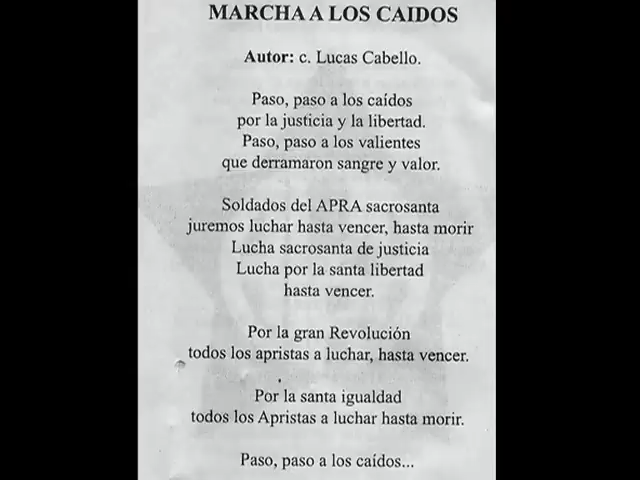 MARCHA A LOS CAIDOS
Autor: c. Lucas Cabello.
Paso, paso a los caídos
por la justicia y la libertad.
Paso, paso a los valientes
que derramaron sangre y valor.
Soldados del APRA sacrosanta
juremos luchar hasta vencer, hasta morir
Lucha sacrosanta de justicia
Lucha por la santa libertad
hasta vencer.
Por la gran Revolución
todos los apristas a luchar, hasta vencer.
Por la santa igualdad
todos los Apristas a luchar hasta morir.
Paso, paso a los caídos...